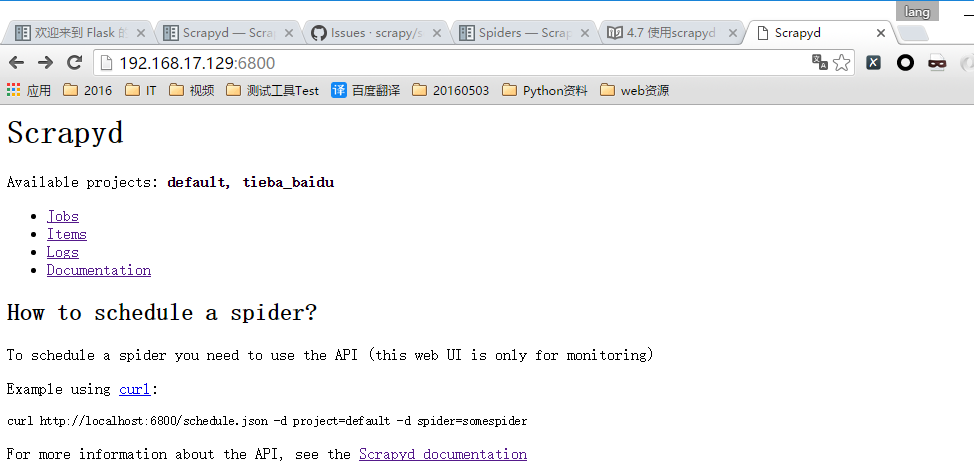 lang
欢迎来到 Flask 的
Scrapyd — Scra
Issues · scrapy/s
Spiders — Scrap
4.7 使用scrapyd
Scrapyd
192.168.17.129:6800
应用 2016 IT 视频 测试工具Test 译 百度翻译 20160503 Python资料 web资源
Scrapyd
Available projects: default, tieba_baidu
Jobs
Items
Logs
Documentation
How to schedule a spider?
To schedule a spider you need to use the API (this web UI is only for monitoring)
Example using curl:
curl http://localhost:6800/schedule.json -d project=default -d spider=somespider
For more information about the API, see the Scrapyd documentation